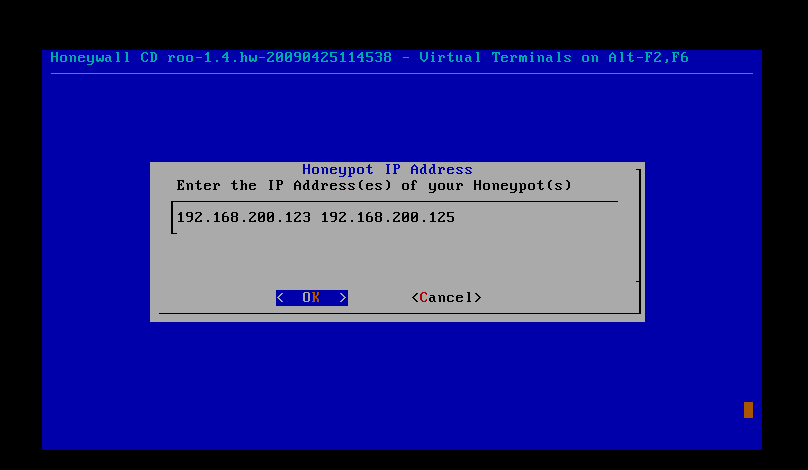 Honeywall CD roo-1.4.hw-20090425114538 - Virtual Terminals on Alt-F2,F6
Honeypot IP Address
Enter the IP Address(es) of your Honeypot(s)
192.168.200.123 192.168.200.125
<  OK  > <Cancel>